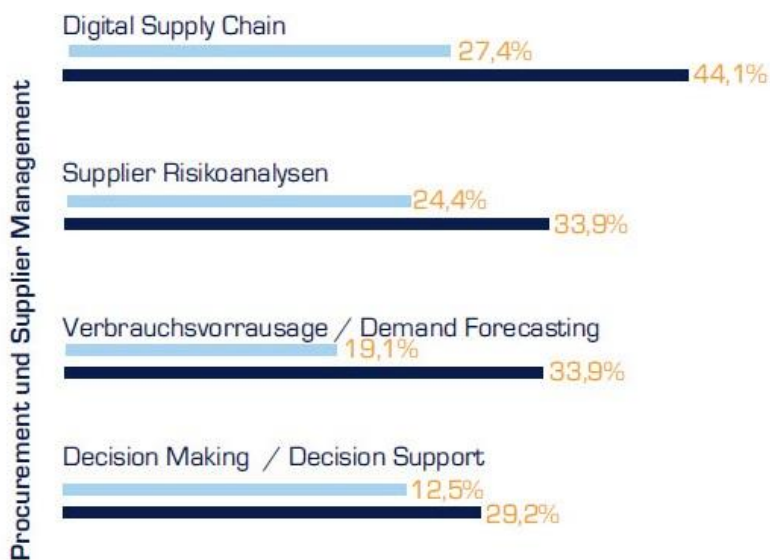 Procurement und Supplier Management
Digital Supply Chain
27,4%
44,1%
Supplier Risikoanalysen
24,4%
33,9%
Verbrauchsvorrausage / Demand Forecasting
19,1%
33,9%
Decision Making / Decision Support
12,5%
29,2%